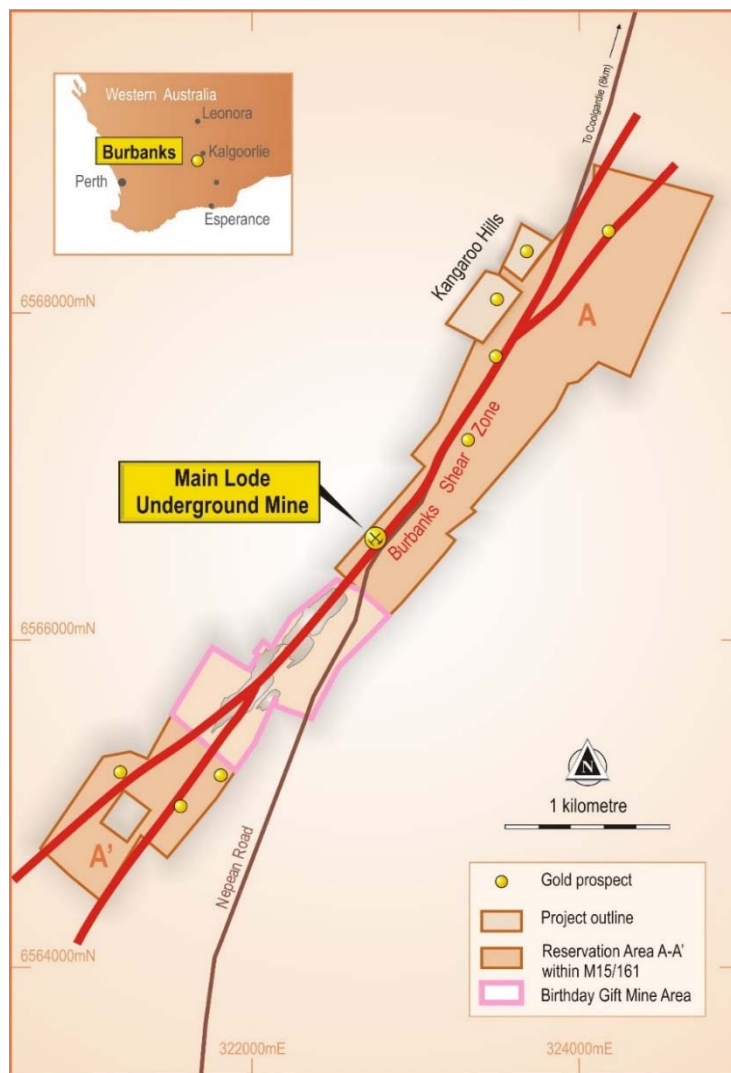 Western Australia
Leonora
Burbanks
Kalgoorlie
Perth
Esperance
To Coolgardie (8km)
Kangaroo Hills
6568000mN
A
Burbanks Shear Zone
Main Lode
Underground Mine
6566000mN
A'
Nepean Road
N
1 kilometre
Gold prospect
Project outline
Reservation Area A-A'
within M15/161
Birthday Gift Mine Area
6564000mN
322000mE
324000mE